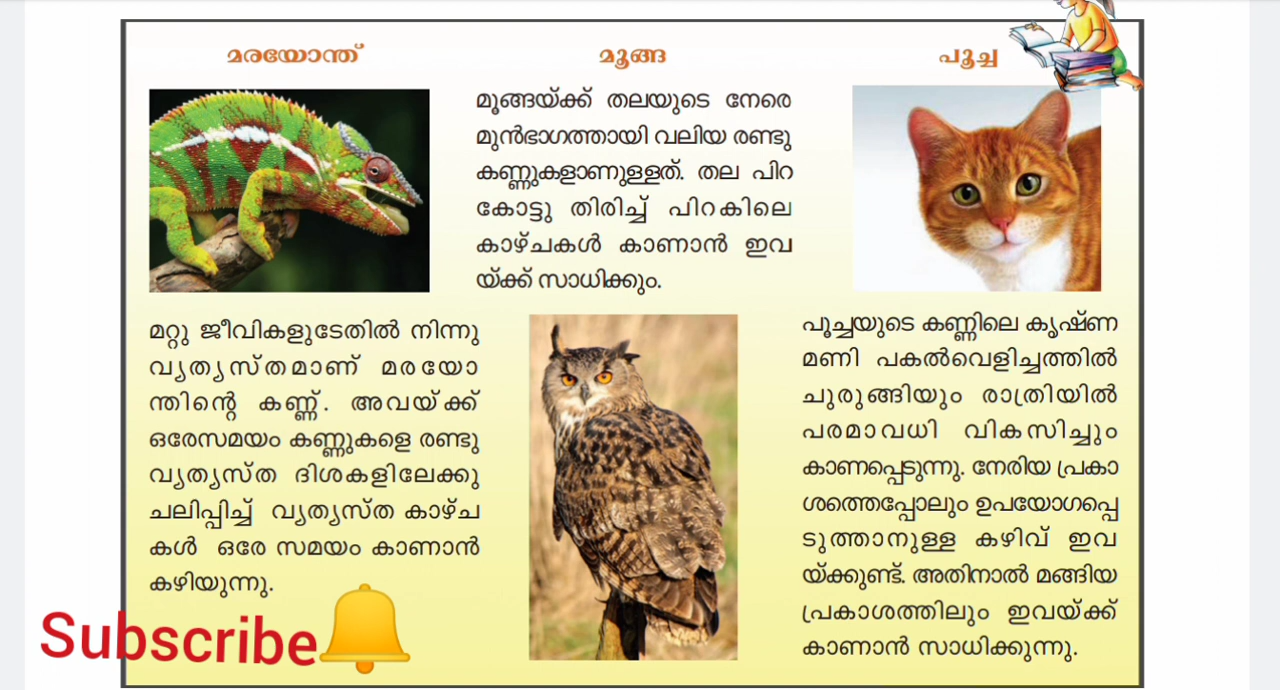 മരയോന്ത്
മറ്റു ജീവികളുടേതിൽ നിന്നു
വ്യത്യസ്തമാണ് മരയോ
ന്തിന്റെ കണ്ണ്. അവയ്ക്ക്
ഒരേസമയം കണ്ണുകളെ രണ്ടു
വ്യത്യസ്ത ദിശകളിലേക്കു
ചലിപ്പിച്ച് വ്യത്യസ്ത കാഴ്ച
കൾ ഒരേ സമയം കാണാൻ
കഴിയുന്നു.
മൂങ്ങ
മൂങ്ങയ്ക്ക് തലയുടെ നേരെ
മുൻഭാഗത്തായി വലിയ രണ്ടു
കണ്ണുകളാണുള്ളത്. തല പിറ
കോട്ടു തിരിച്ച് പിറകിലെ
കാഴ്ചകൾ കാണാൻ ഇവ
യ്ക്ക് സാധിക്കും.
പൂച്ച
പൂച്ചയുടെ കണ്ണിലെ കൃഷ്ണ
മണി പകൽവെളിച്ചത്തിൽ
ചുരുങ്ങിയും രാത്രിയിൽ
പരമാവധി വികസിച്ചും
കാണപ്പെടുന്നു. നേരിയ പ്രകാ
ശത്തെപ്പോലും ഉപയോഗപ്പെ
ടുത്താനുള്ള കഴിവ് ഇവ
യ്ക്കുണ്ട്. അതിനാൽ മങ്ങിയ
പ്രകാശത്തിലും ഇവയ്ക്ക്
കാണാൻ സാധിക്കുന്നു.
Subscribe